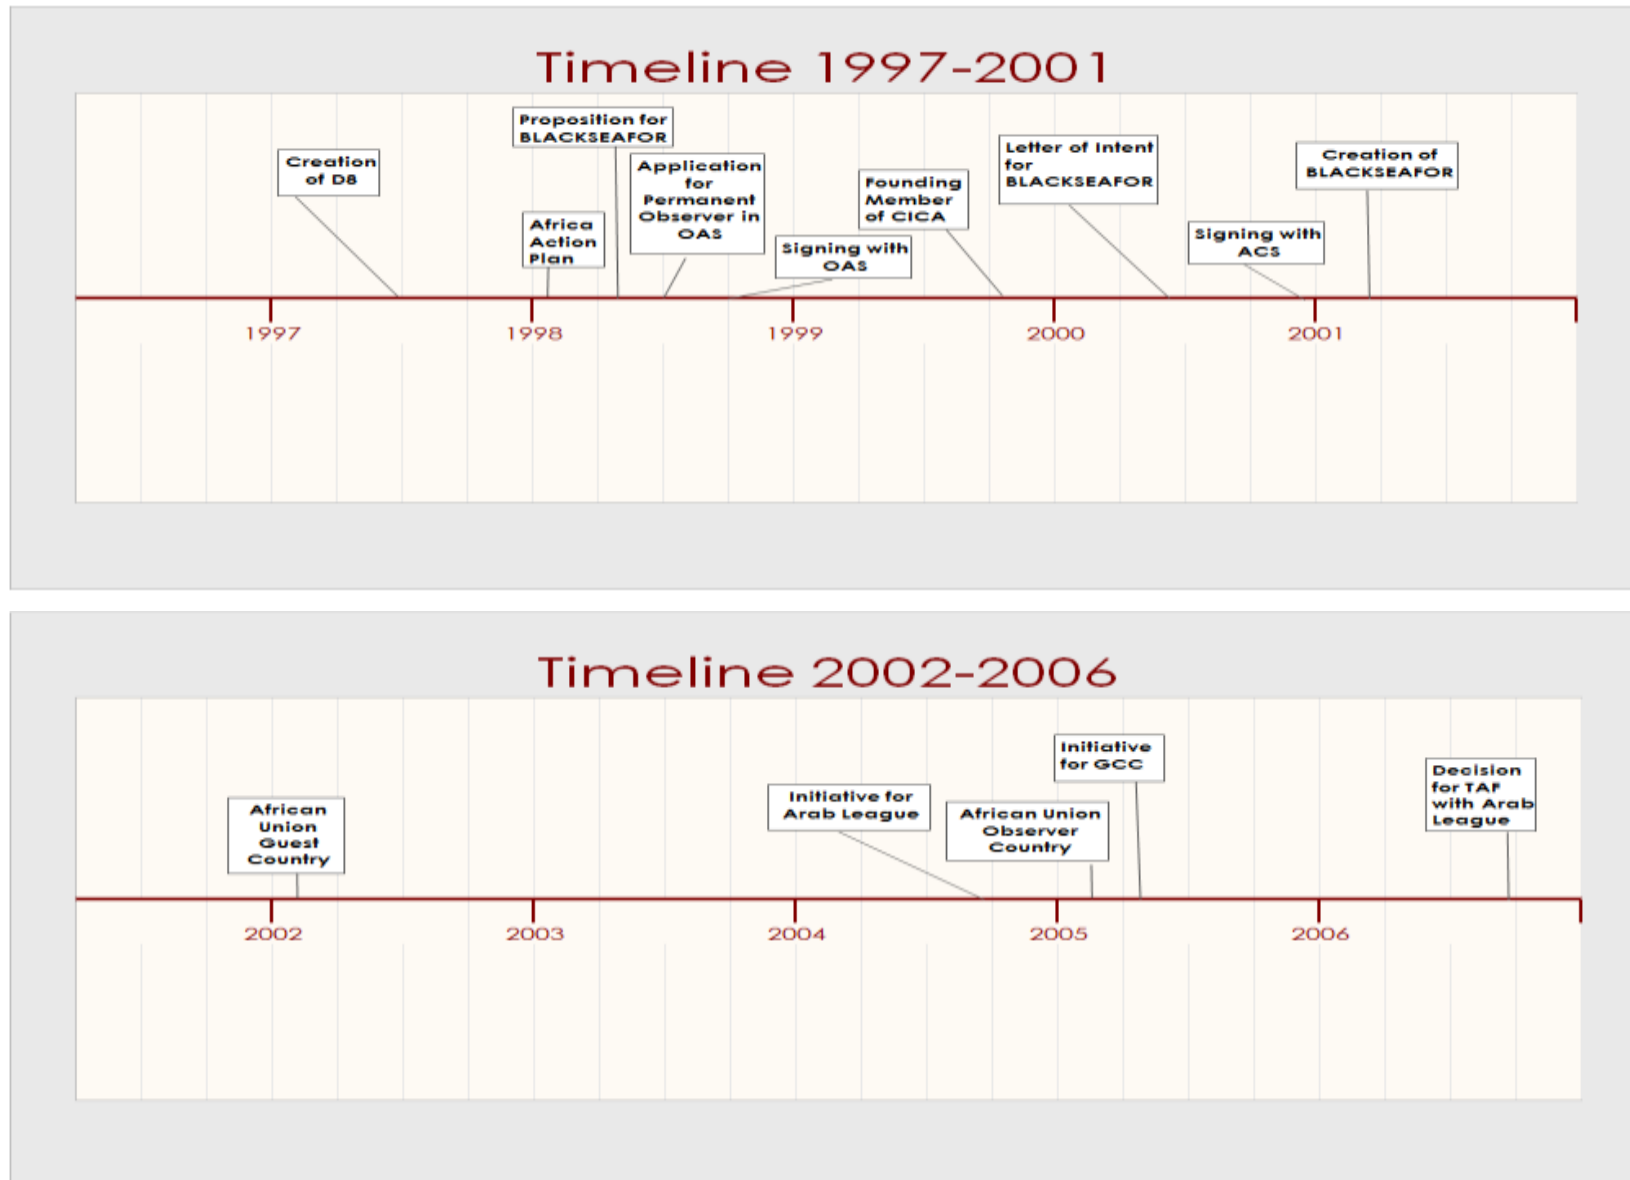 Timeline 1997-2001
Creation
of D8
Africa
Action
Plan
Proposition for
BLACKSEAFOR
Application
for
Permanent
Observer in
OAS
Signing with
OAS
Founding
Member
of CICA
Letter of Intent
for
BLACKSEAFOR
Signing with
ACS
Creation of
BLACKSEAFOR
1997
1998
1999
2000
2001
Timeline 2002-2006
African
Union
Guest
Country
Initiative for
Arab League
African Union
Observer
Country
Initiative
for GCC
Decision
for TAF
with Arab
League
2002
2003
2004
2005
2006